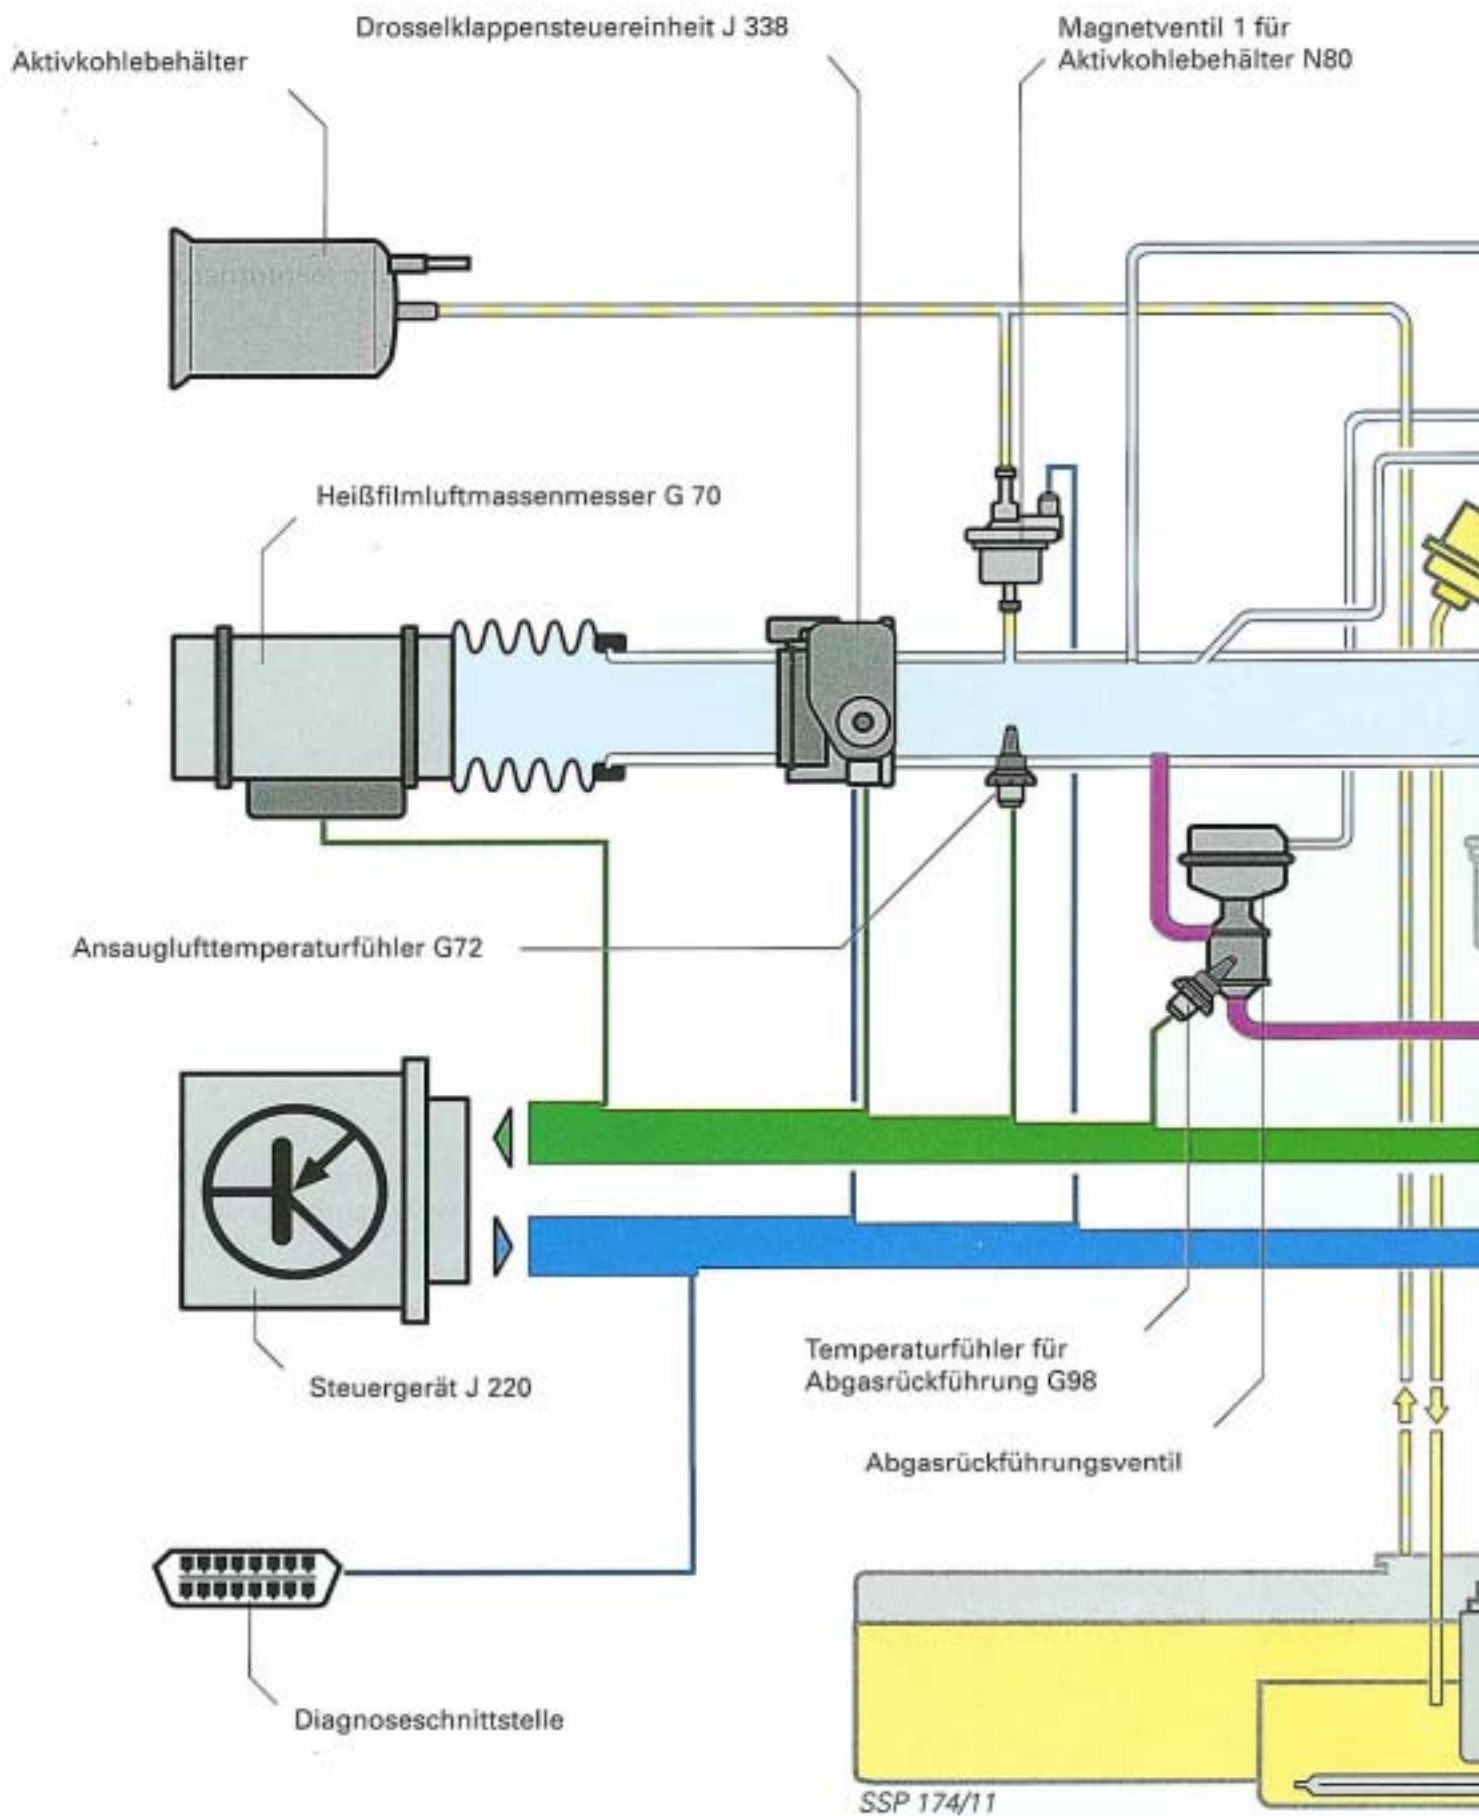 Drosselklappensteuereinheit J 338
Magnetventil 1 für
Aktivkohlebehälter N80
Aktivkohlebehälter
Heißfilmluftmassenmesser G 70
Ansauglufttemperaturfühler G72
Temperaturfühler für
Abgasrückführung G98
Steuergerät J 220
Abgasrückführungsventil
Diagnoseschnittstelle
SSP 174/11